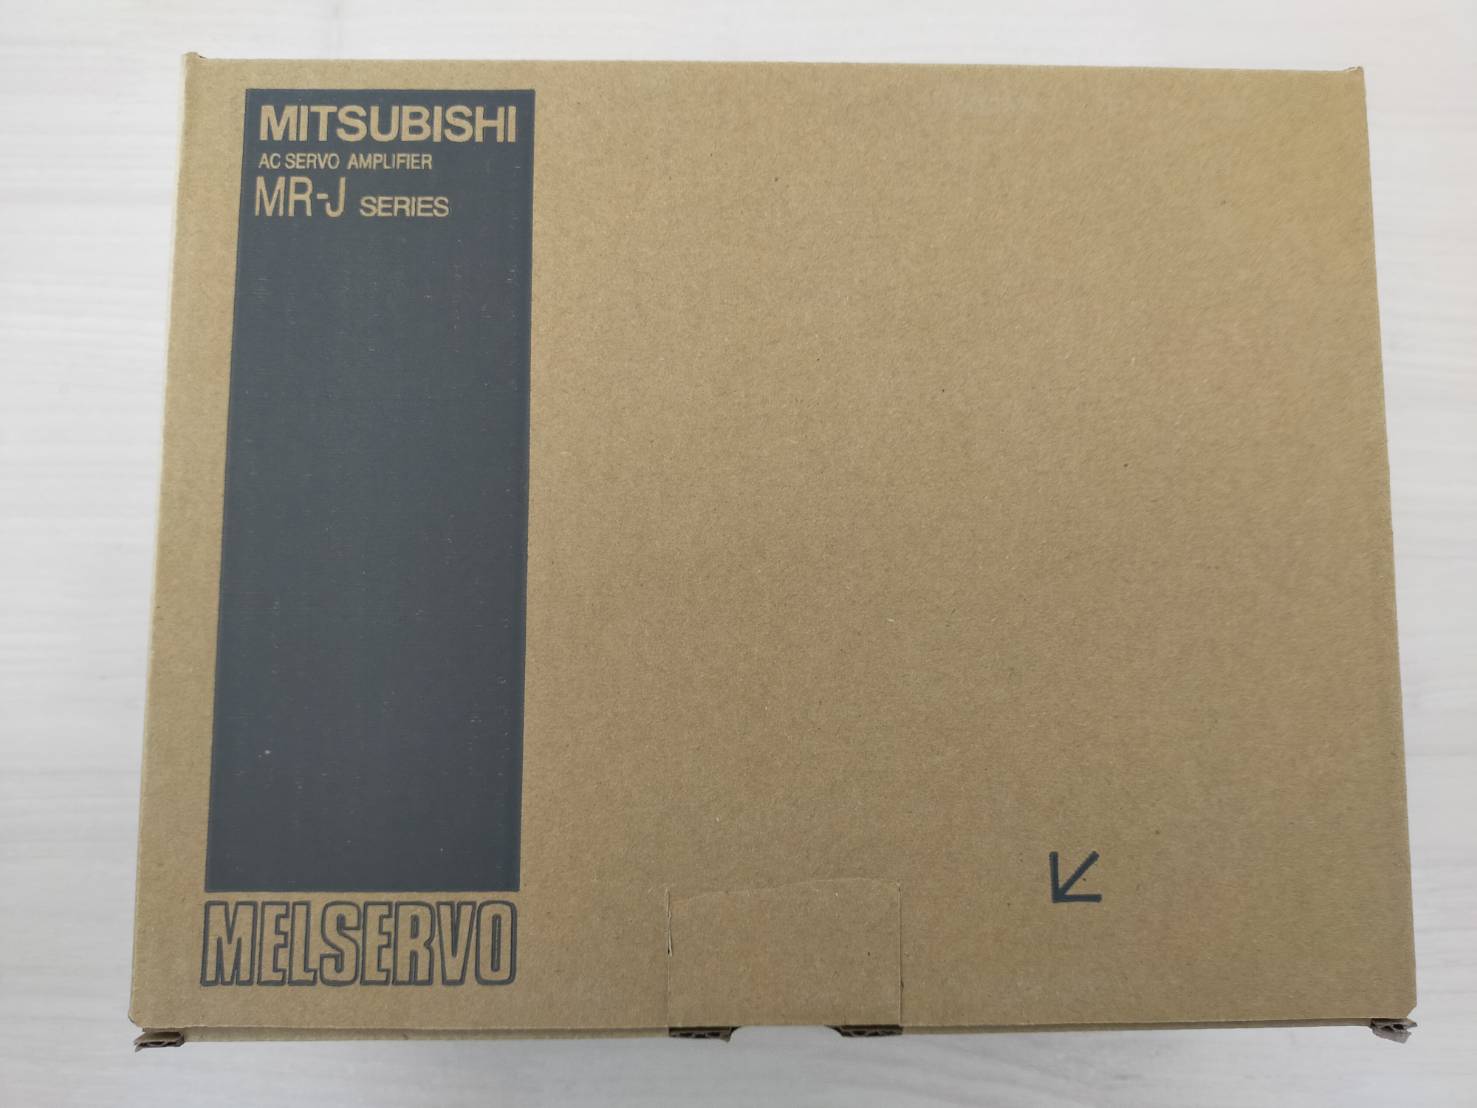 MITSUBISHI
AC SERVO AMPLIFIER
MR-J SERIES
MELSERVO